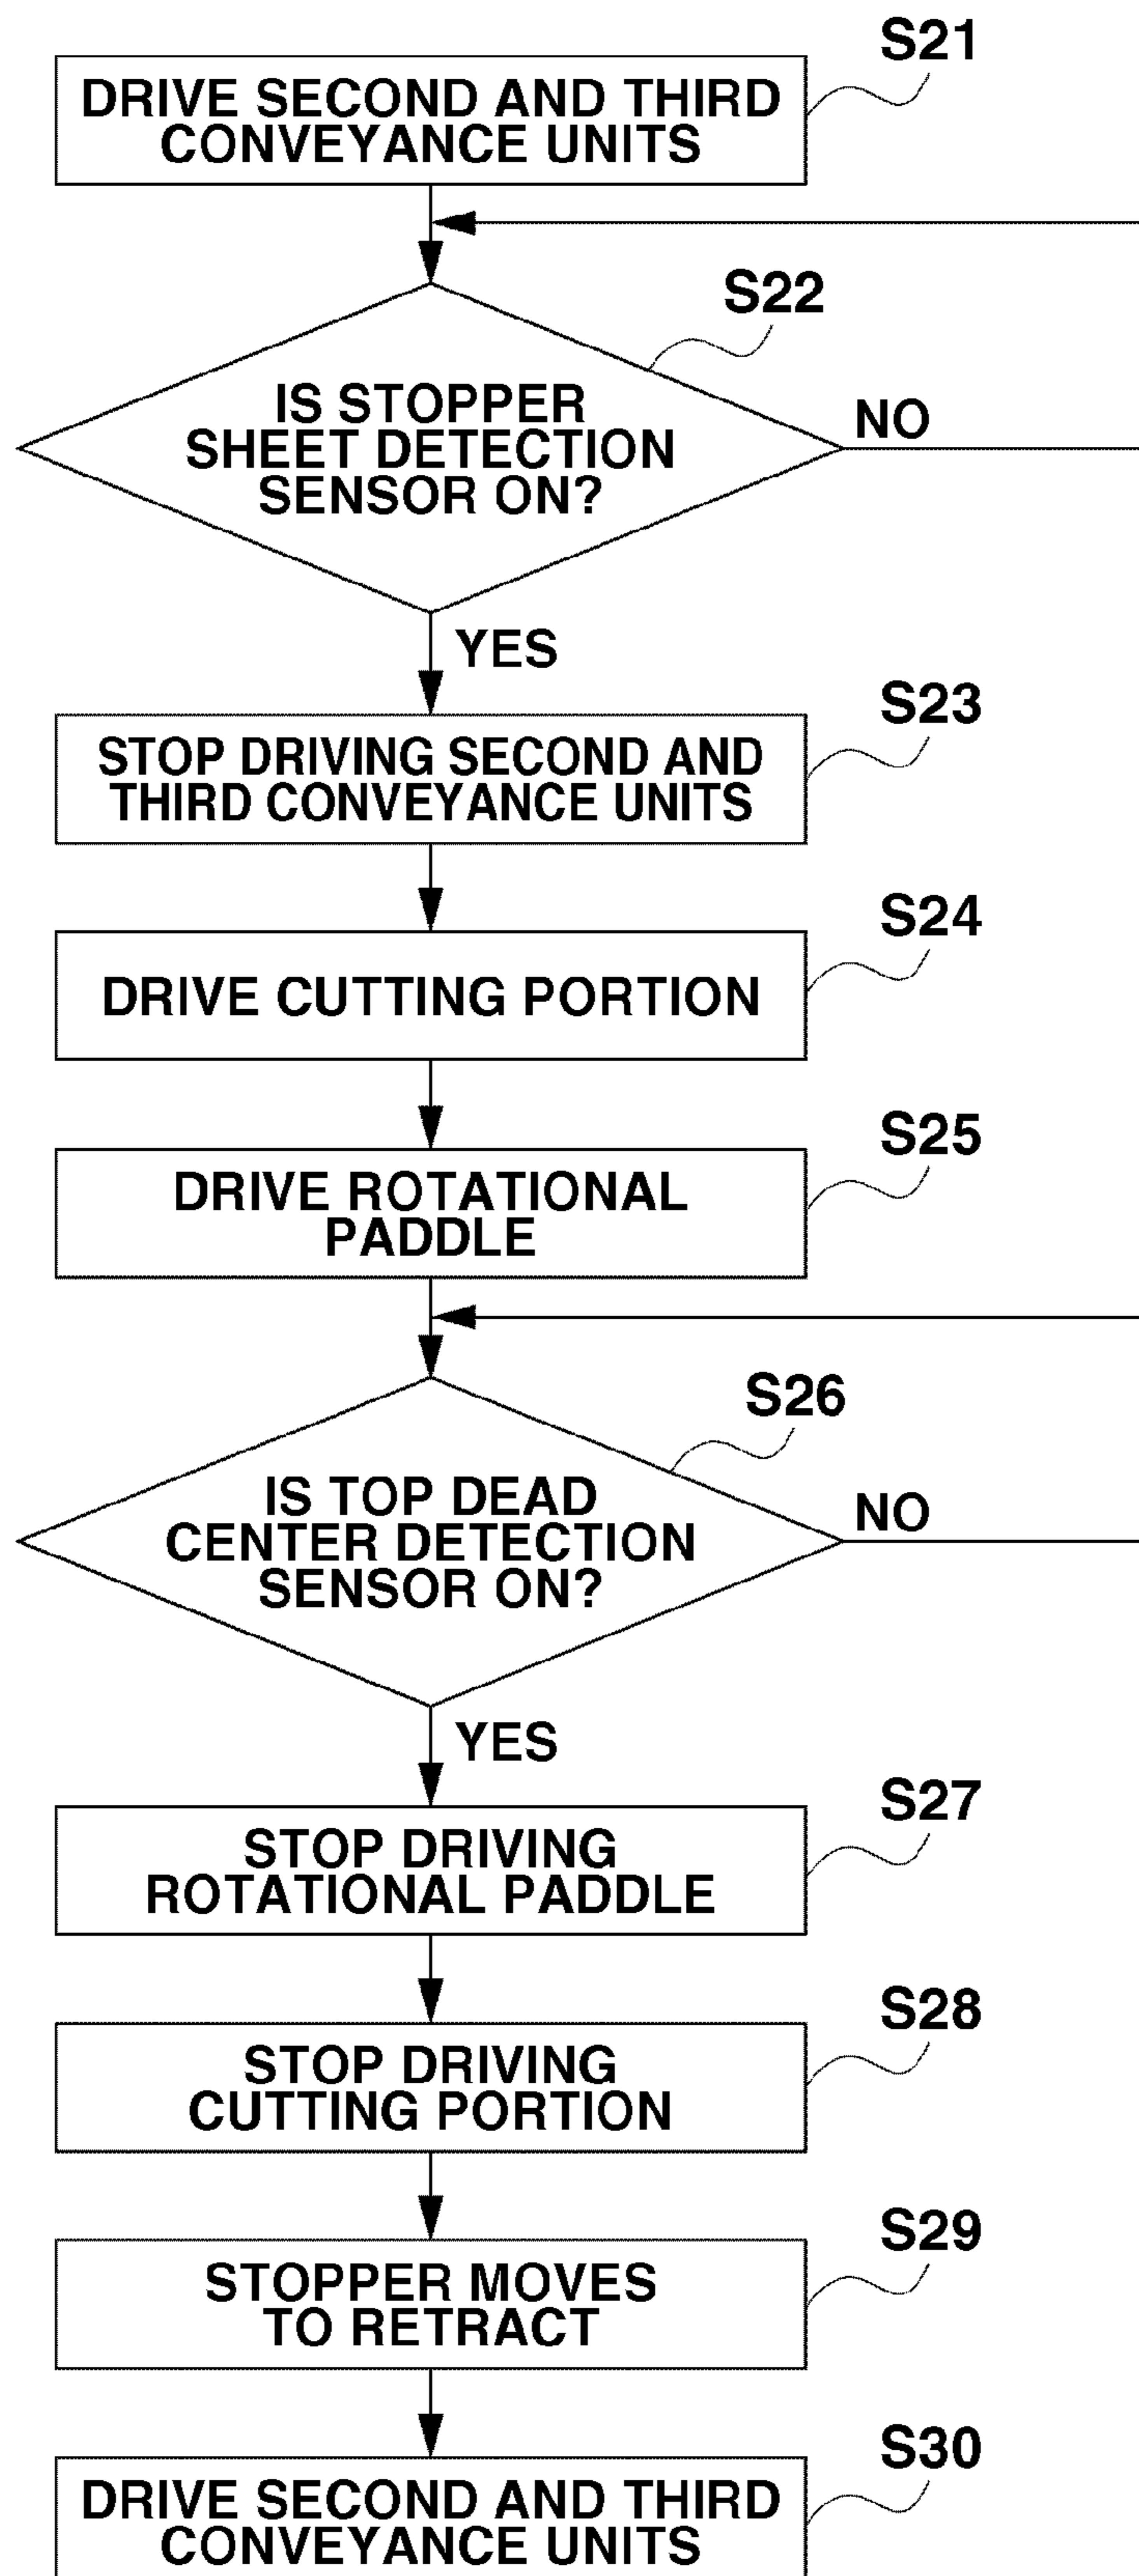 S21
DRIVE SECOND AND THIRD
CONVEYANCE UNITS
S22
IS STOPPER
SHEET DETECTION
SENSOR ON?
NO
YES
S23
STOP DRIVING SECOND AND
THIRD CONVEYANCE UNITS
S24
DRIVE CUTTING PORTION
S25
DRIVE ROTATIONAL
PADDLE
S26
IS TOP DEAD
CENTER DETECTION
SENSOR ON?
NO
YES
S27
STOP DRIVING
ROTATIONAL PADDLE
S28
STOP DRIVING
CUTTING PORTION
S29
STOPPER MOVES
TO RETRACT
S30
DRIVE SECOND AND THIRD
CONVEYANCE UNITS